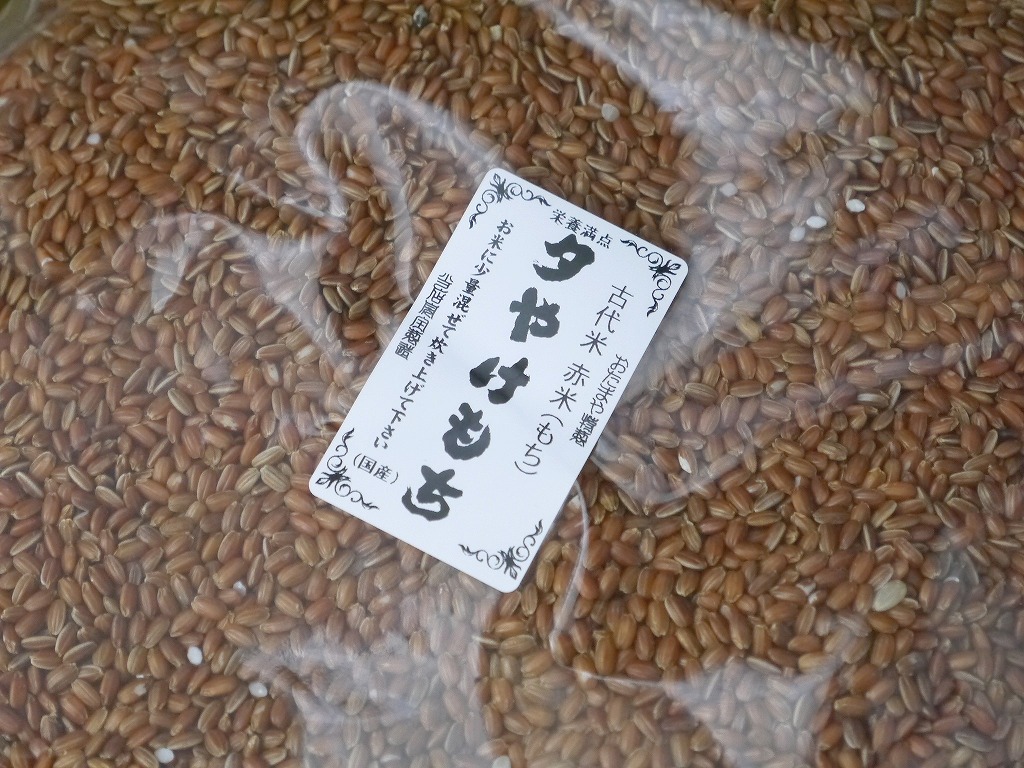 栄養満点
古代米 赤米(もち)
夕やけもち
お米に少量混ぜて炊き上げて下さい
(国産)